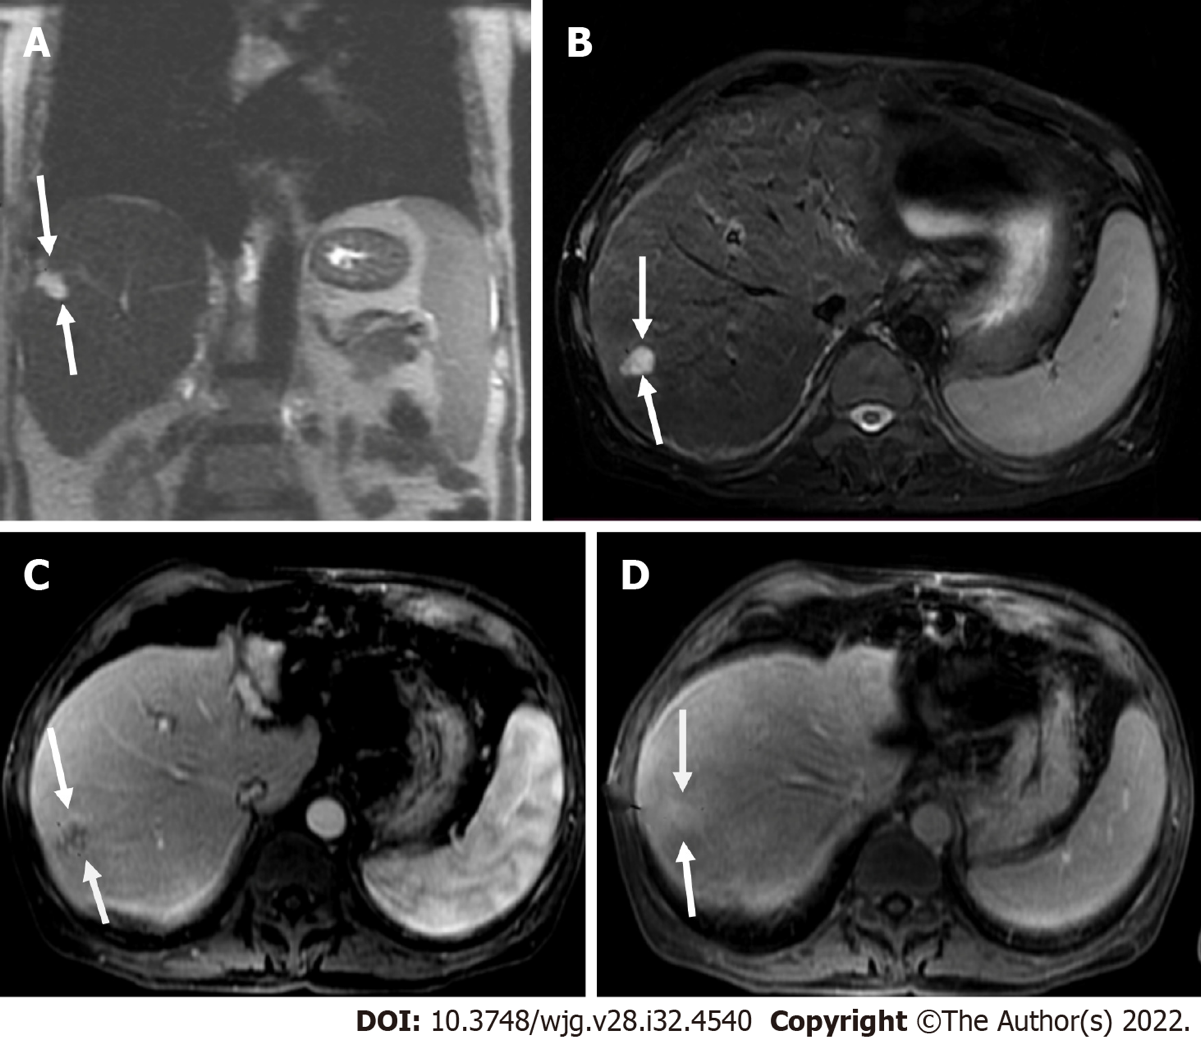 A
B
C
D
DOI: 10.3748/wjg.v28.i32.4540 Copyright ©The Author(s) 2022.